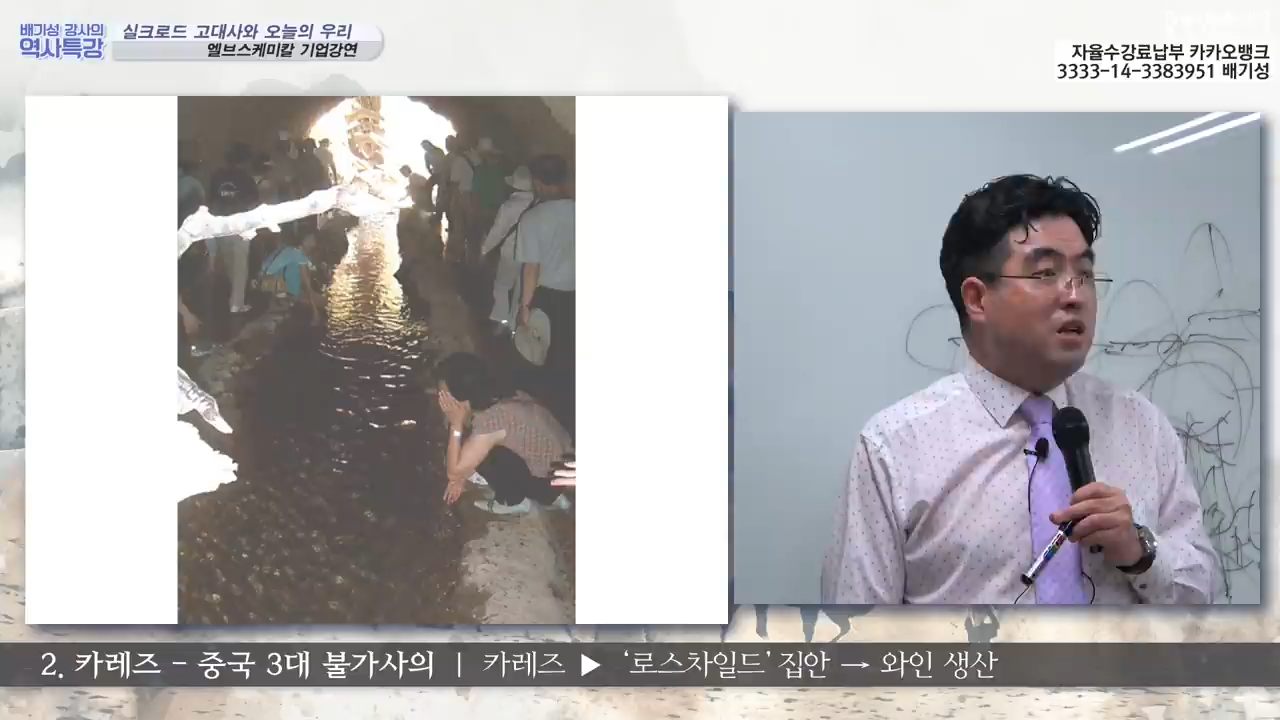 배기성 강사의
역사특강
실크로드 고대사와 오늘의 우리
엘브스케미칼 기업강연
자율수강료납부 카카오뱅크
3333-14-3383951 배기성
2. 카레즈 - 중국 3대 불가사의 | 카레즈 ▶ ‘로스차일드’ 집안 → 와인 생산